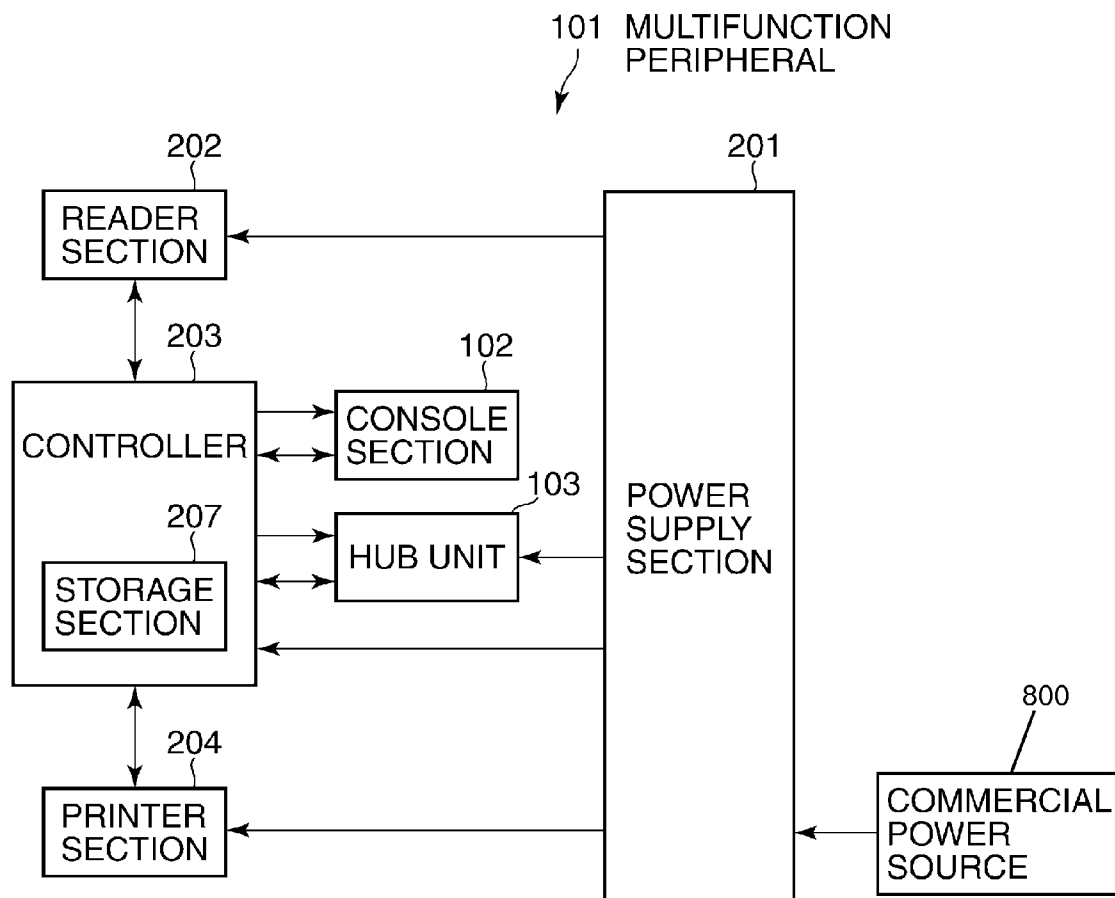 101 MULTIFUNCTION
PERIPHERAL
202
201
READER
SECTION
203
102
CONTROLLER
CONSOLE
SECTION
103
207
HUB UNIT
POWER
SUPPLY
SECTION
STORAGE
SECTION
204
800
PRINTER
SECTION
COMMERCIAL
POWER
SOURCE